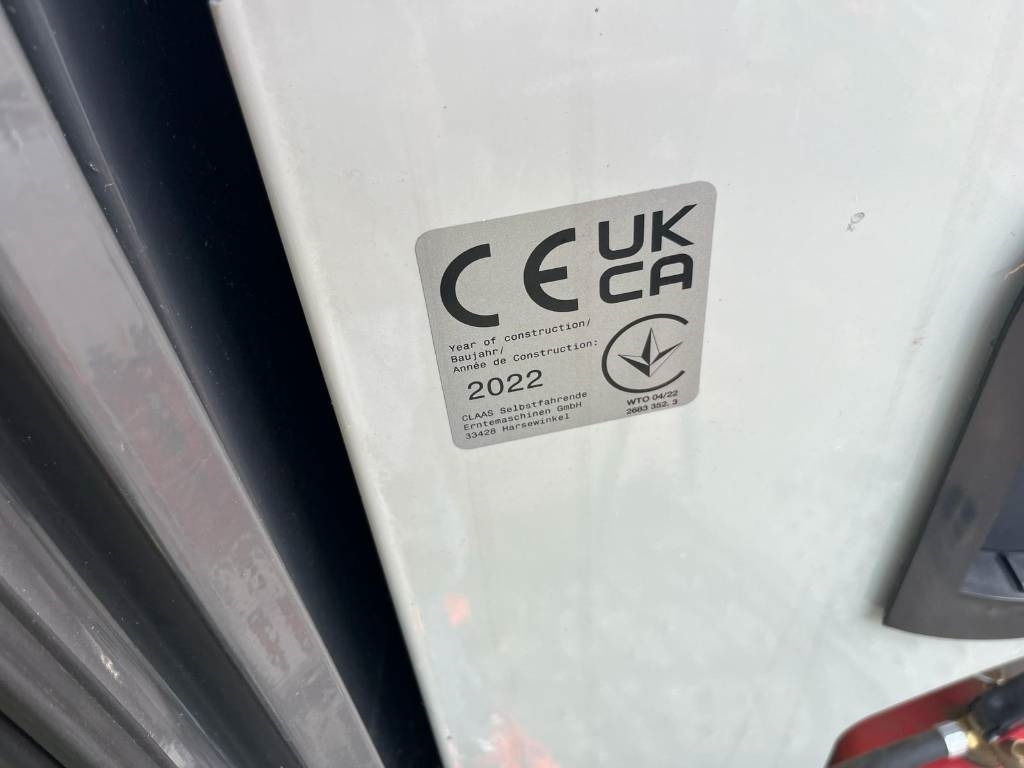 CE UK
CA
Year of construction/
Baujahr/
Année de Construction:
2022
CLAAS Selbstfahrende
Erntemaschinen GmbH
33428 Harsewinkel
WTO 04/22
2683 352. 3